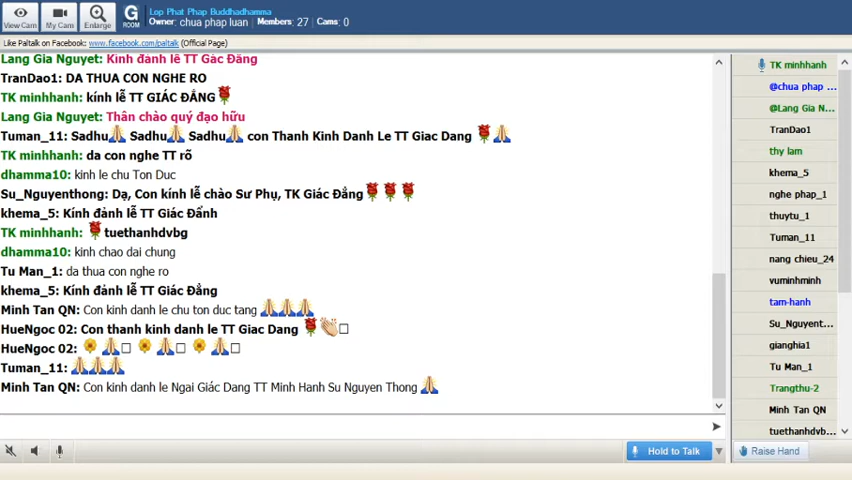 Lop Phat Phap Buddhadhamma
View Cam
My Cam
Enlarge
G
ROOM
Owner: chua phap luan Members: 27 Cams: 0
Like Paltalk on Facebook: www.facebook.com/paltalk (Official Page)
Lang Gia Nguyet: Kính đảnh lễ TT Giác Đăng
TranDao1: DA THUA CON NGHE RO
TK minhhanh: kính lễ TT GIÁC ĐẲNG
Lang Gia Nguyet: Thân chào quý đạo hữu
Tuman_11: Sadhu Sadhu Sadhu con Thanh Kinh Danh Le TT Giac Dang
TK minhhanh: da con nghe TT rõ
dhamma10: kinh le chu Ton Duc
Su_Nguyenthong: Dạ, Con kính lễ chào Sư Phụ, TK Giác Đẳng
khema_5: Kính đảnh lễ TT Giác Đẩnh
TK minhhanh: tuethanhdvbg
dhamma10: kinh chao dai chung
Tu Man_1: da thua con nghe ro
khema_5: Kính đảnh lễ TT Giác Đẳng
Minh Tan QN: Con kinh danh le chu ton duc tang
HueNgoc 02: Con thanh kinh danh le TT Giac Dang
HueNgoc 02:
Tuman_11:
Minh Tan QN: Con kinh danh le Ngai Giác Dang TT Minh Hanh Su Nguyen Thong
Hold to Talk
TK minhhanh
@chua phap ...
@Lang Gia N...
TranDao1
thy lam
khema_5
nghe phap_1
thuytu_1
Tuman_11
nang chieu_24
vuminhminh
tam-hanh
Su_Nguyent...
gianghia1
Tu Man_1
Trangthu-2
Minh Tan QN
tuethanhdvb...
Raise Hand